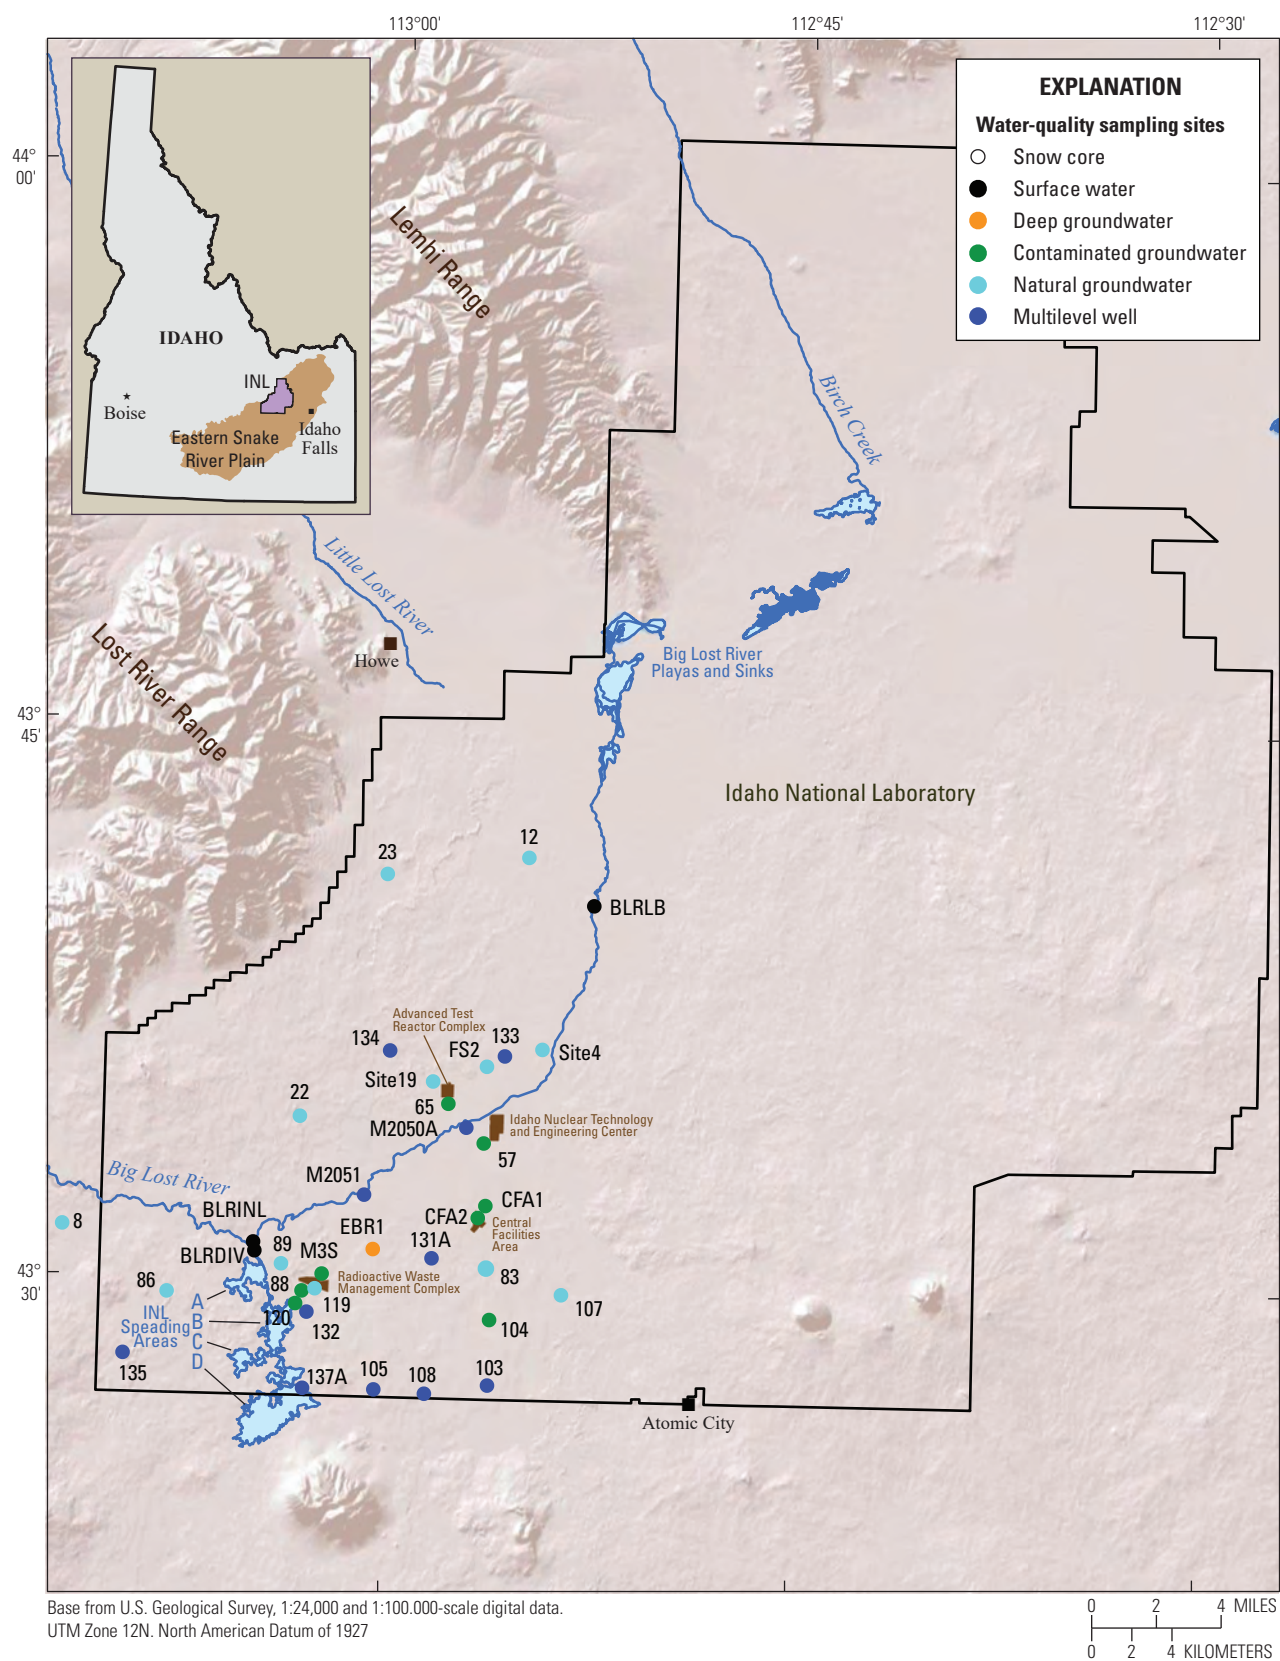 113°00'
112°45'
112°30'
44°
00'
43°
45'
43°
30'
EXPLANATION
Water-quality sampling sites
Snow core
Surface water
Deep groundwater
Contaminated groundwater
Natural groundwater
Multilevel well
IDAHO
INL
Boise
Idaho
Falls
Eastern Snake
River Plain
Lemhi Range
Birch Creek
Little Lost River
Lost River Range
Howe
Big Lost River
Playas and Sinks
Idaho National Laboratory
12
23
BLRLB
Advanced Test
Reactor Complex
134
133
FS2
Site4
Site19
22
65
M2050A
Idaho Nuclear Technology
and Engineering Center
57
Big Lost River
M2051
8
BLRINL
CFA1
CFA2
Central
Facilities
Area
EBR1
131A
BLRDIV
89
M3S
86
88
Radioactive Waste
Management Complex
83
119
107
120
132
104
INL
Speading
Areas
A
B
C
D
135
137A
105
108
103
Atomic City
Base from U.S. Geological Survey, 1:24,000 and 1:100.000-scale digital data.
UTM Zone 12N. North American Datum of 1927
0 2 4 MILES
0 2 4 KILOMETERS